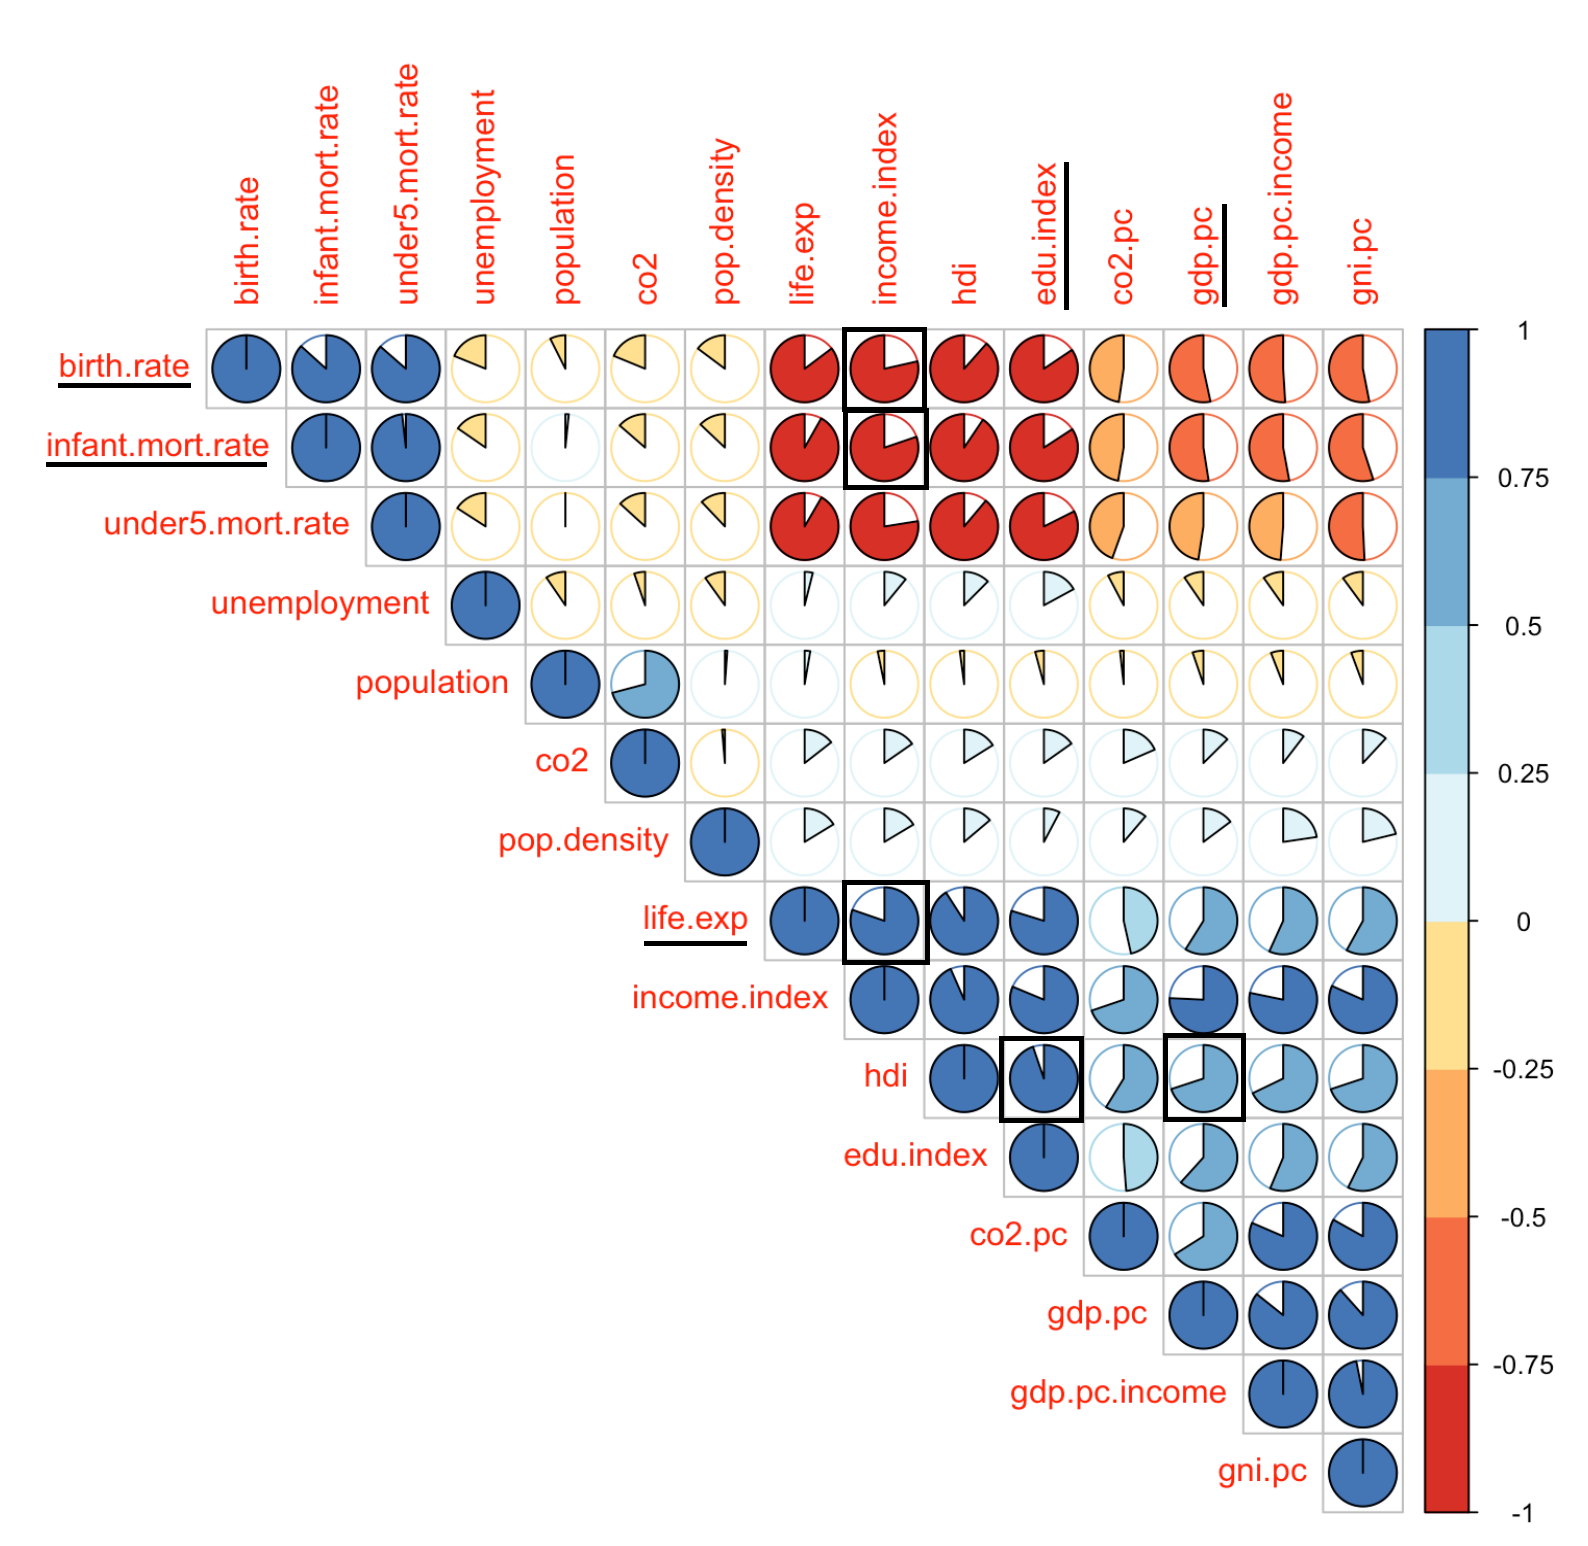 birth.rate
infant.mort.rate
under5.mort.rate
unemployment
population
co2
pop.density
life.exp
income.index
hdi
edu.index
co2.pc
gdp.pc
gdp.pc.income
gni.pc
birth.rate
infant.mort.rate
under5.mort.rate
unemployment
population
co2
pop.density
life.exp
income.index
hdi
edu.index
co2.pc
gdp.pc
gdp.pc.income
gni.pc
1
0.75
0.5
0.25
0
-0.25
-0.5
-0.75
-1